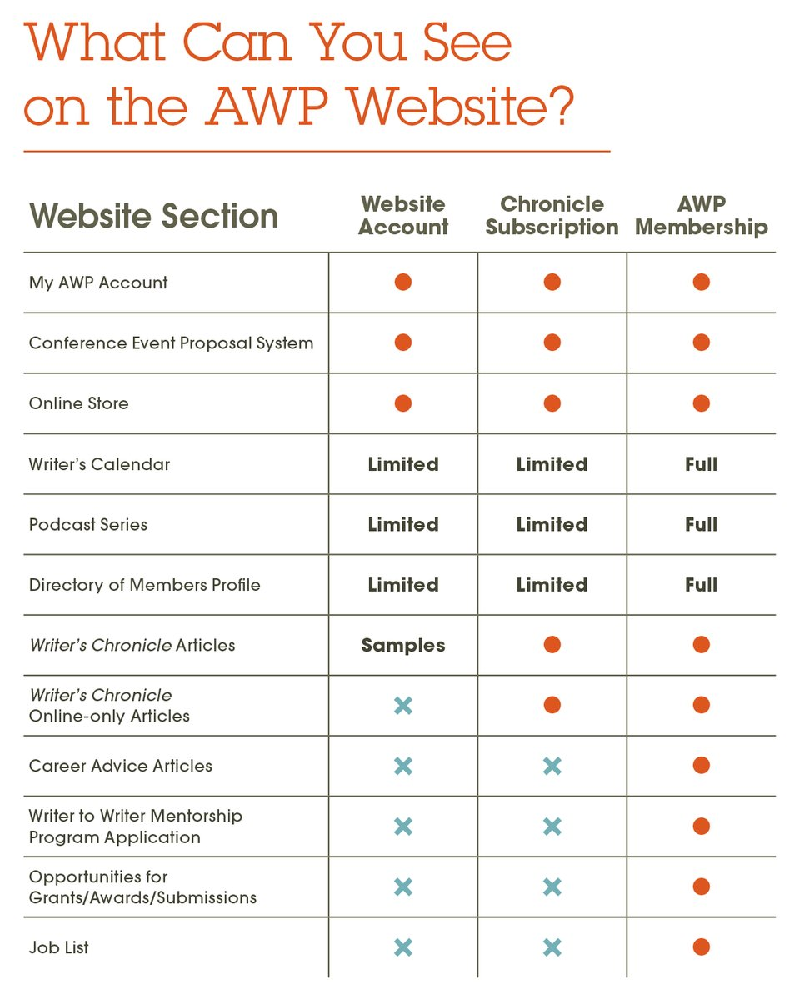 What Can You See
on the AWP Website?
Website Section
Website
Account
Chronicle
Subscription
AWP
Membership
My AWP Account
Conference Event Proposal System
Online Store
Writer’s Calendar
Limited
Limited
Full
Podcast Series
Limited
Limited
Full
Directory of Members Profile
Limited
Limited
Full
Writer’s Chronicle Articles
Samples
Writer’s Chronicle
Online-only Articles
Career Advice Articles
Writer to Writer Mentorship
Program Application
Opportunities for
Grants/Awards/Submissions
Job List